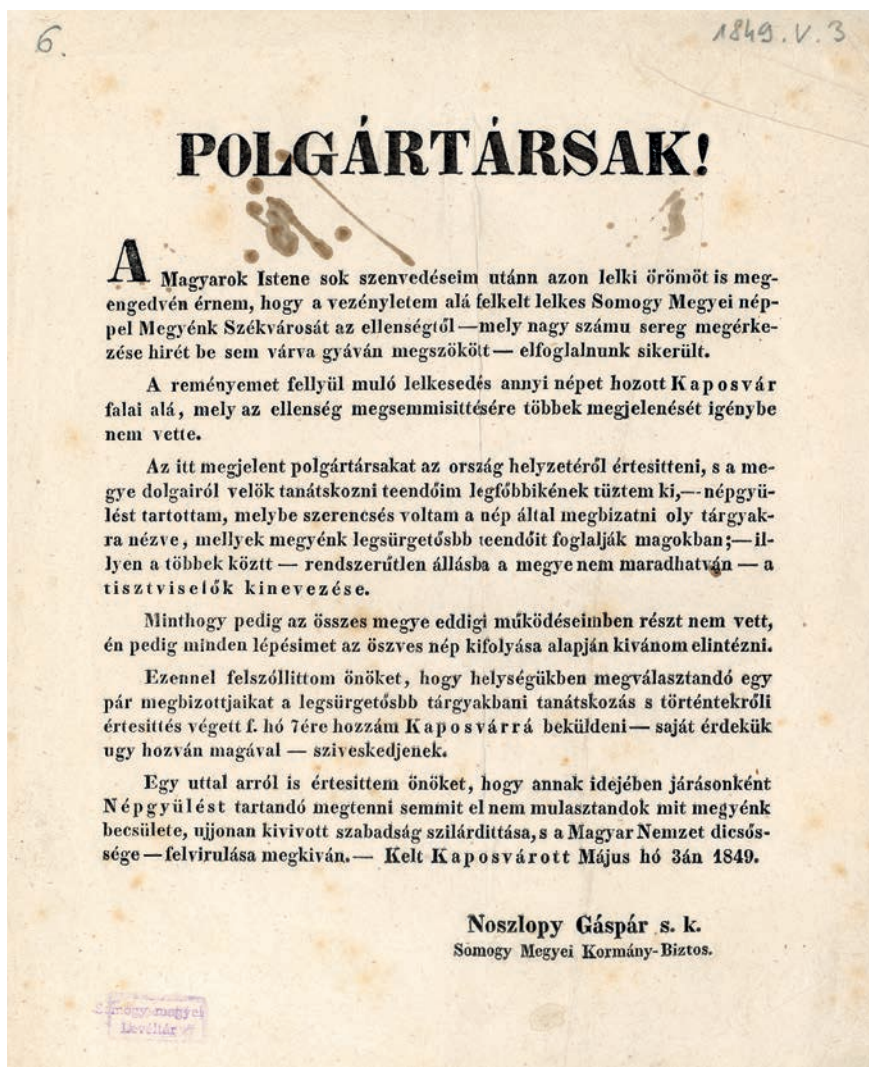 6.
1849. V. 3
POLGÁRTÁRSAK!
A Magyarok Istene sok szenvedéseim utánn azon lelki örömöt is meg-
engedvén érnem, hogy a vezényletem alá felkelt lelkes Somogy Megyei nép-
pel Megyénk Székvárosát az ellenségtől—mely nagy számu sereg megérke-
zése hirét be sem várva gyáván megszökött— elfoglalnunk sikerült.
A reményemet fellyül muló lelkesedés annyi népet hozott Kaposvár
falai alá, mely az ellenség megsemmisittésére többek megjelenését igénybe
nem vette.
Az itt megjelent polgártársakat az ország helyzetéről értesitteni, s a me-
gye dolgairól velök tanátskozni teendőim legfőbbikének tűztem ki,—népgyü-
lést tartottam, melybe szerencsés voltam a nép által megbizatni oly tárgyak-
ra nézve, mellyek megyénk legsürgetősbb teendőit foglalják magokban;—il-
lyen a többek köztt — rendszerűtlen állásba a megye nem maradhatván — a
tisztviselők kinevezése.
Minthogy pedig az összes megye eddigi működéseimben részt nem vett,
én pedig minden lépésimet az öszves nép kifolyása alapján kivánom elintézni.
Ezennel felszóllittom önöket, hogy helységükben megválasztandó egy
pár megbizottjaikat a legsürgetősbb tárgyakbani tanátskozás s történtekrőli
értesittés végett f. hó 7ére hozzám Kaposvárrá beküldeni— saját érdekük
ugy hozván magával — sziveskedjenek.
Egy uttal arról is értesittem önöket, hogy annak idejében járásonként
Népgyülést tartandó megtenni semmit el nem mulasztandok mit megyénk
becsülete, ujjonan kivivott szabadság szilárdittása, s a Magyar Nemzet dicsős-
sége—felvirulása megkiván.— Kelt Kaposvárott Május hó 3án 1849.
Noszlopy Gáspár s. k.
Somogy Megyei Kormány-Biztos.
Somogy megyei
Levéltár